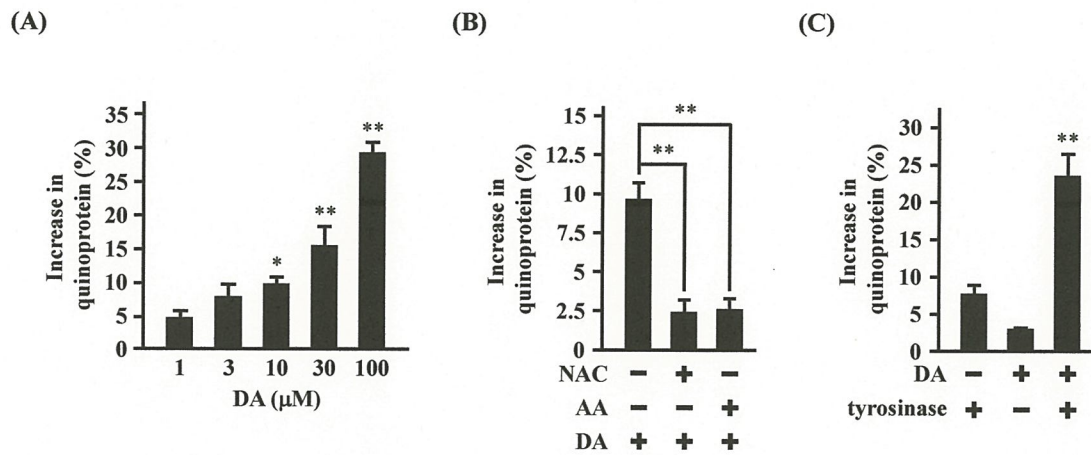 (A)
Increase in
quinoprotein (%)
35
30
25
20
15
10
5
0
*
**
**
1 3 10 30 100
DA (μM)
(B)
Increase in
quinoprotein (%)
15
12.5
10
7.5
5
2.5
0
**
**
NAC − + −
AA − − +
DA + + +
(C)
Increase in
quinoprotein (%)
30
25
20
15
10
5
0
**
DA − + +
tyrosinase + − +